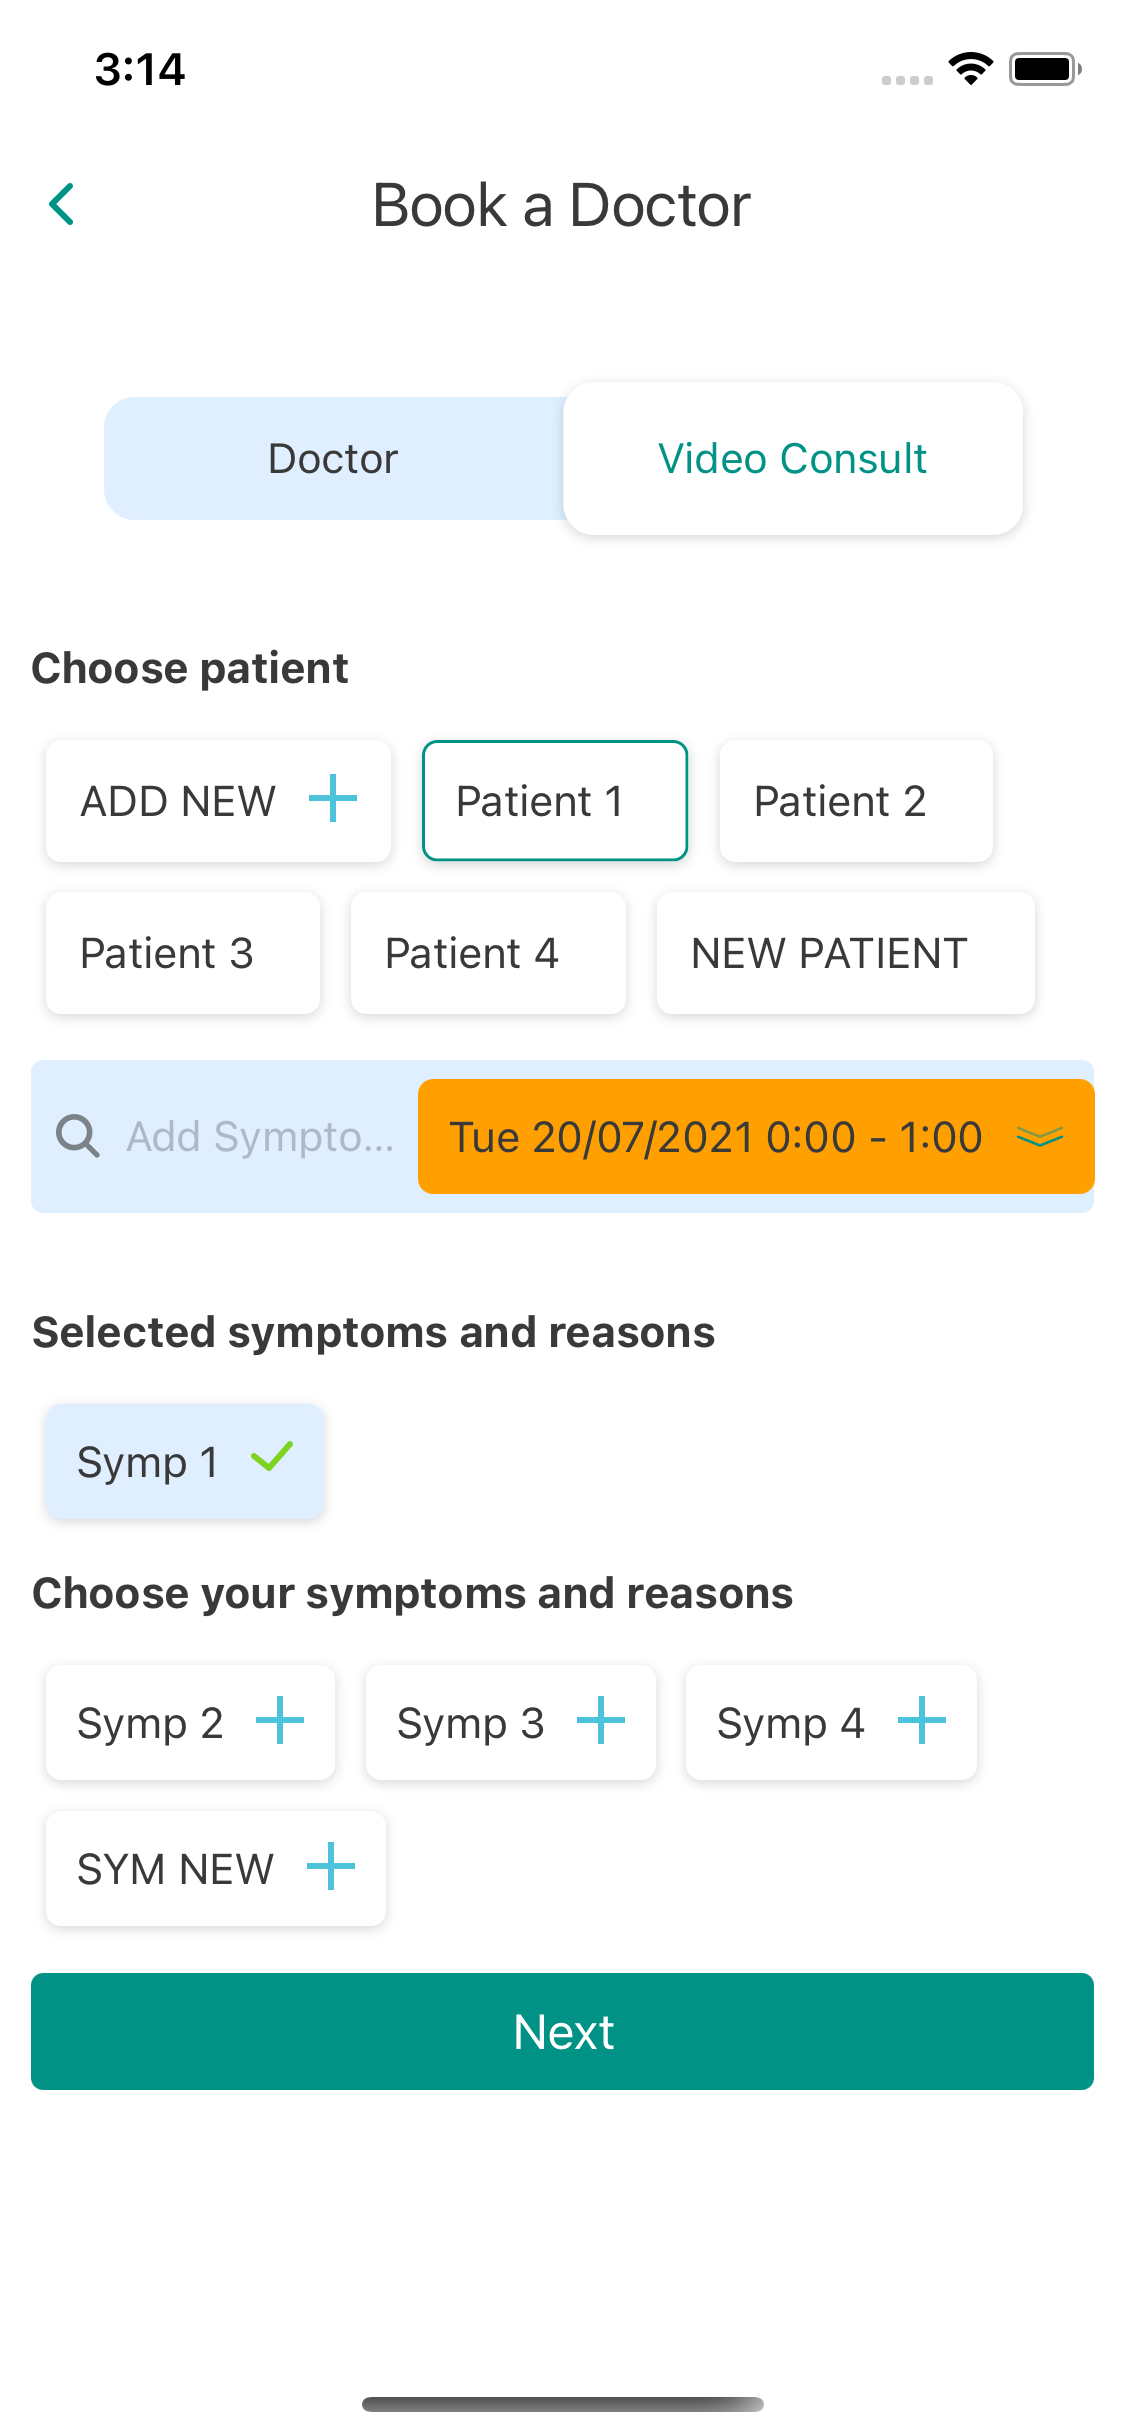 3:14
Book a Doctor
Doctor
Video Consult
Choose patient
ADD NEW
Patient 1
Patient 2
Patient 3
Patient 4
NEW PATIENT
Add Sympto...
Tue 20/07/2021 0:00 - 1:00
Selected symptoms and reasons
Symp 1
Choose your symptoms and reasons
Symp 2
Symp 3
Symp 4
SYM NEW
Next